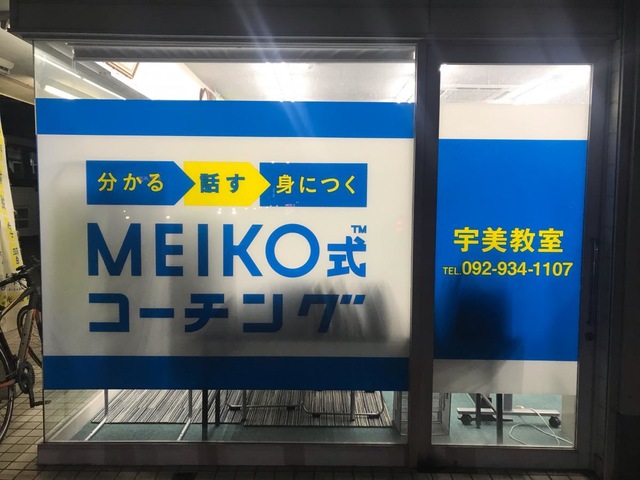 分かる 話す 身につく
MEIKO式™
コーチング
宇美教室
TEL.092-934-1107